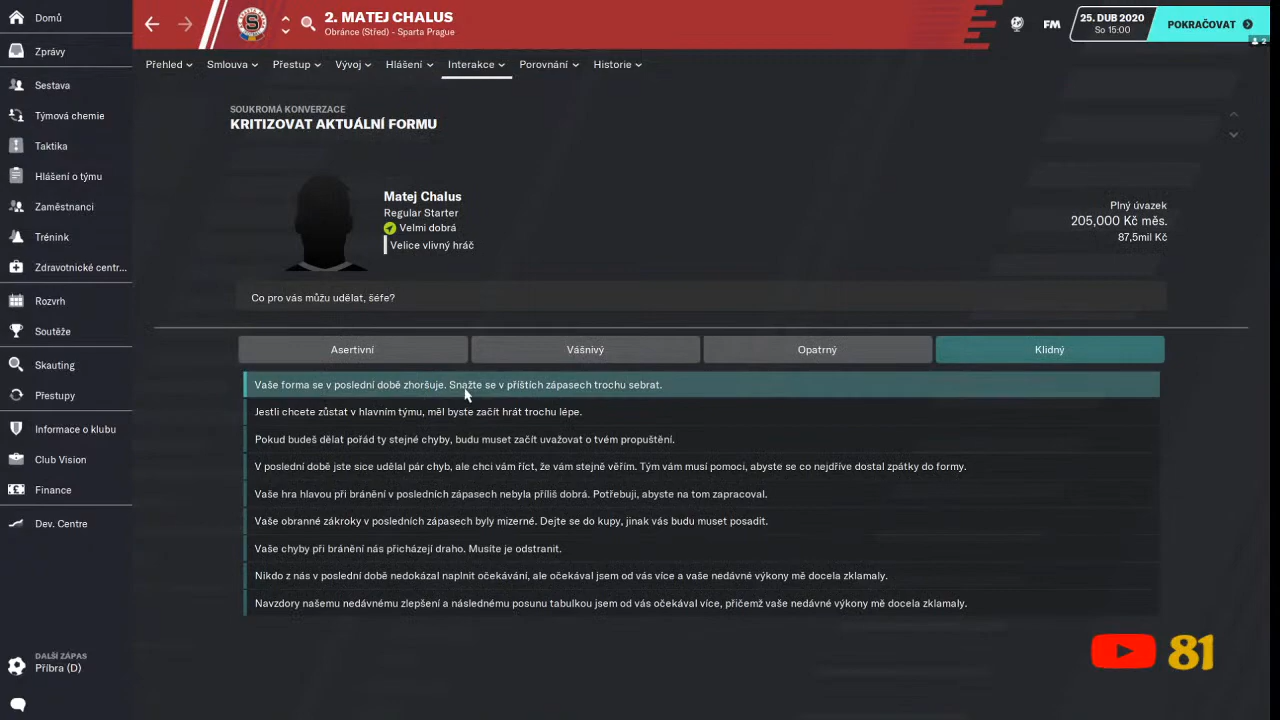 Domů
2. MATEJ CHALUS
Obránce (Střed) - Sparta Prague
FM
25. DUB 2020
So 15:00
POKRAČOVAT
2
Zprávy
Přehled
Smlouva
Přestup
Vývoj
Hlášení
Interakce
Porovnání
Historie
Sestava
Týmová chemie
Taktika
Hlášení o týmu
Zaměstnanci
Trénink
Zdravotnické centr...
Rozvrh
Soutěže
Skauting
Přestupy
Informace o klubu
Club Vision
Finance
Dev. Centre
DALŠÍ ZÁPAS
Příbra (D)
SOUKROMÁ KONVERZACE
KRITIZOVAT AKTUÁLNÍ FORMU
Matej Chalus
Regular Starter
Velmi dobrá
Velice vlivný hráč
Plný úvazek
205,000 Kč měs.
87,5mil Kč
Co pro vás můžu udělat, šéfe?
Asertivní
Vášnivý
Opatrný
Klidný
Vaše forma se v poslední době zhoršuje. Snažte se v příštích zápasech trochu sebrat.
Jestli chcete zůstat v hlavním týmu, měl byste začít hrát trochu lépe.
Pokud budeš dělat pořád ty stejné chyby, budu muset začít uvažovat o tvém propuštění.
V poslední době jste sice udělal pár chyb, ale chci vám říct, že vám stejně věřím. Tým vám musí pomoci, abyste se co nejdříve dostal zpátky do formy.
Vaše hra hlavou při bránění v posledních zápasech nebyla příliš dobrá. Potřebuji, abyste na tom zapracoval.
Vaše obranné zákroky v posledních zápasech byly mizerné. Dejte se do kupy, jinak vás budu muset posadit.
Vaše chyby při bránění nás přicházejí draho. Musíte je odstranit.
Nikdo z nás v poslední době nedokázal naplnit očekávání, ale očekával jsem od vás více a vaše nedávné výkony mě docela zklamaly.
Navzdory našemu nedávnému zlepšení a následnému posunu tabulkou jsem od vás očekával více, přičemž vaše nedávné výkony mě docela zklamaly.
81